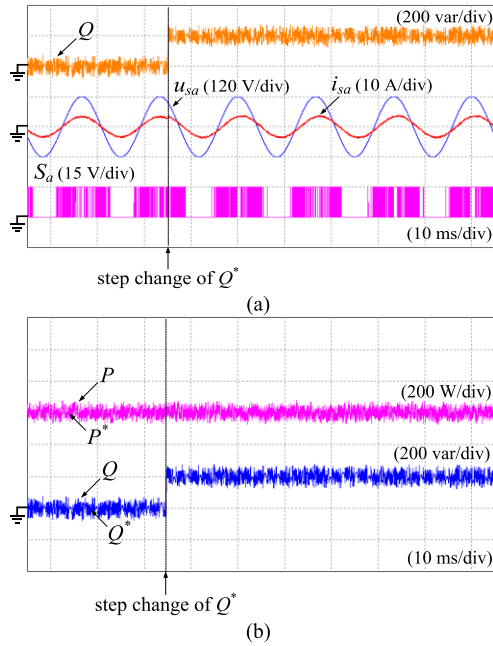 Q
(200 var/div)
u_sa (120 V/div)
i_sa (10 A/div)
S_a (15 V/div)
(10 ms/div)
step change of Q*
(a)
P
P*
(200 W/div)
(200 var/div)
Q
Q*
(10 ms/div)
step change of Q*
(b)